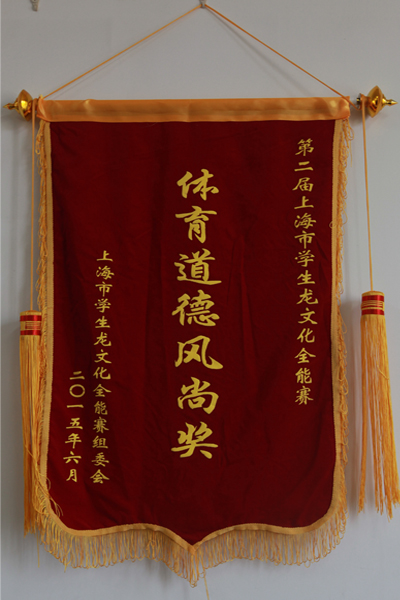 第二届上海市学生龙文化全能赛
体育道德风尚奖
上海市学生龙文化全能赛组委会
二〇一五年六月